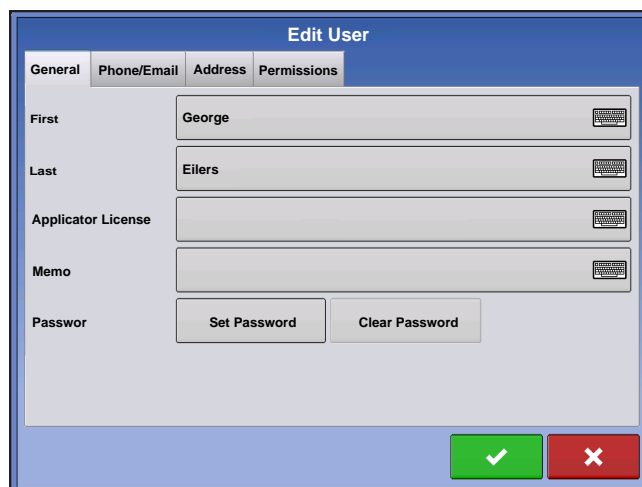 Edit User
General Phone/Email Address Permissions
First George
Last Eilers
Applicator License
Memo
Passwor Set Password Clear Password